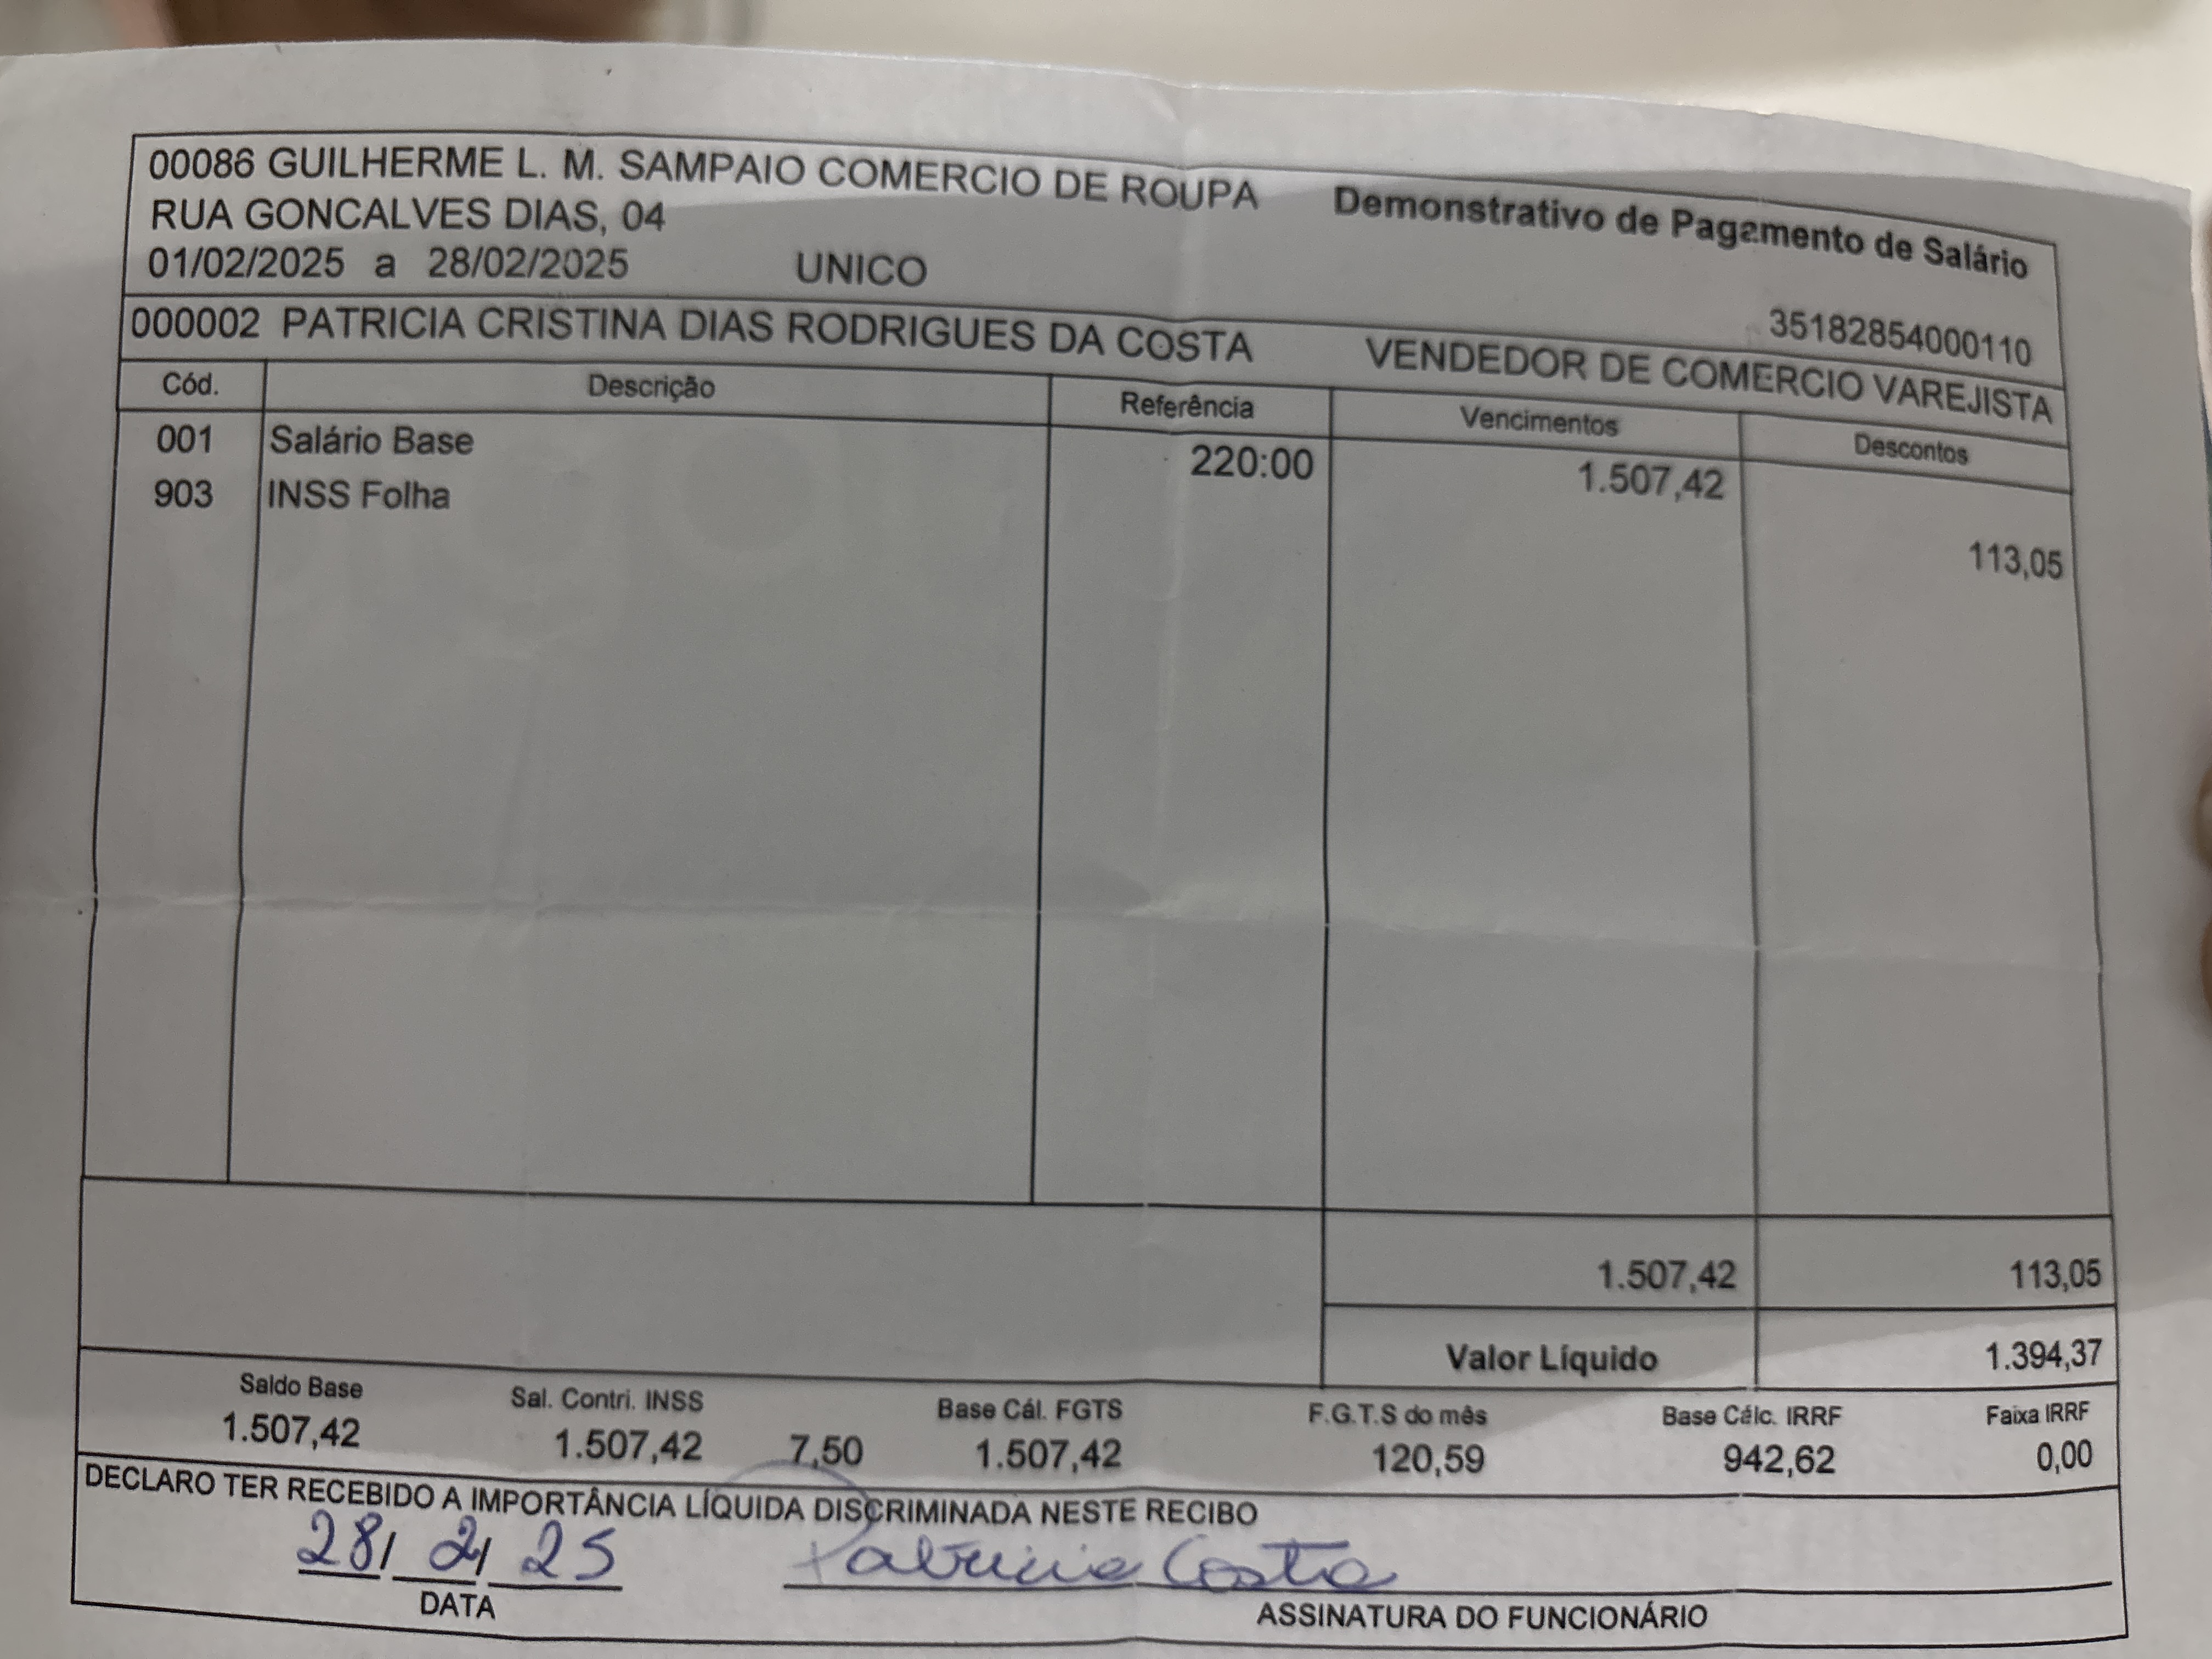 00086 GUILHERME L. M. SAMPAIO COMERCIO DE ROUPA Demonstrativo de Pagamento de Salário
RUA GONCALVES DIAS, 04
01/02/2025 a 28/02/2025 UNICO 35182854000110
000002 PATRICIA CRISTINA DIAS RODRIGUES DA COSTA VENDEDOR DE COMERCIO VAREJISTA
Cód. Descrição Referência Vencimentos Descontos
001 Salário Base 220:00 1.507,42
903 INSS Folha 113,05
1.507,42 113,05
Valor Líquido 1.394,37
Saldo Base Sal. Contri. INSS Base Cál. FGTS F.G.T.S do mês Base Cálc. IRRF Faixa IRRF
1.507,42 1.507,42 7,50 1.507,42 120,59 942,62 0,00
DECLARO TER RECEBIDO A IMPORTÂNCIA LÍQUIDA DISCRIMINADA NESTE RECIBO
28/ 2/ 25 Patricia Costa
DATA ASSINATURA DO FUNCIONÁRIO